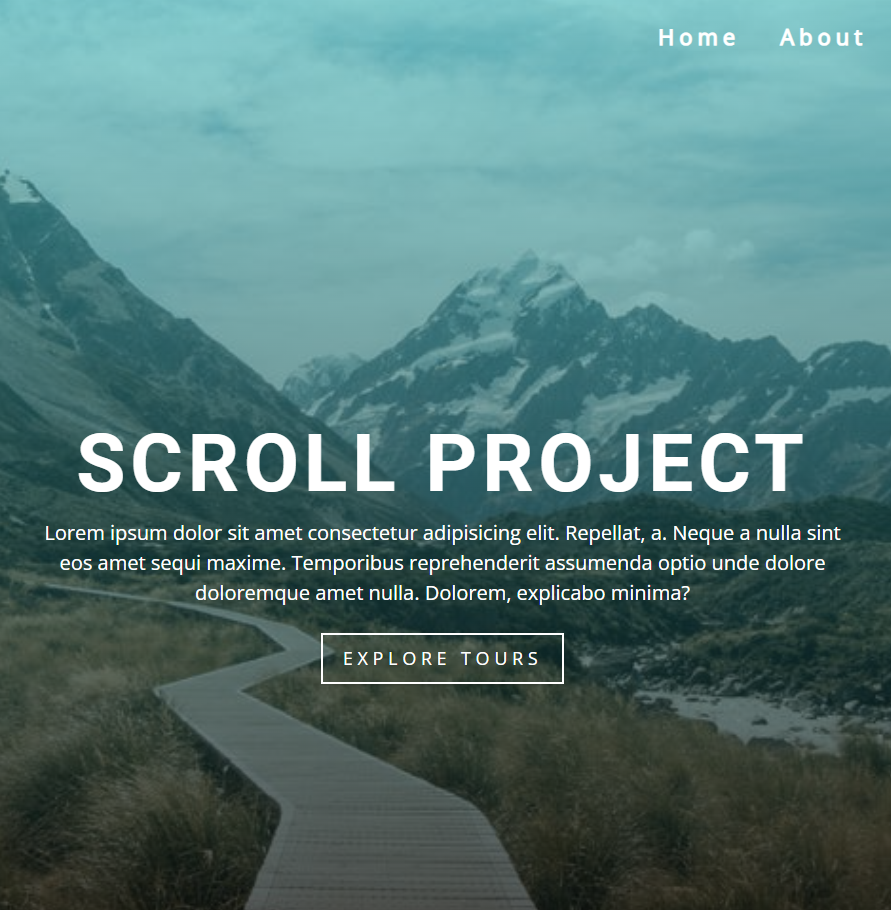 Home About
SCROLL PROJECT
Lorem ipsum dolor sit amet consectetur adipisicing elit. Repellat, a. Neque a nulla sint
eos amet sequi maxime. Temporibus reprehenderit assumenda optio unde dolore
doloremque amet nulla. Dolorem, explicabo minima?
EXPLORE TOURS